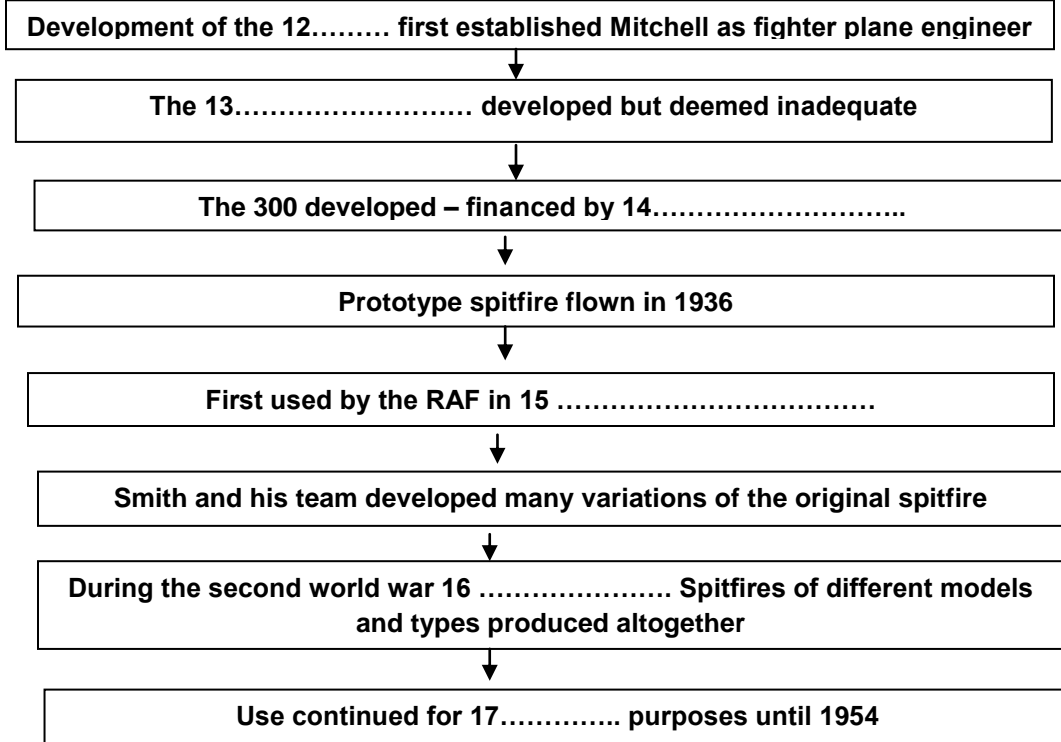 Development of the 12……… first established Mitchell as fighter plane engineer
The 13……………………… developed but deemed inadequate
The 300 developed – financed by 14………………………..
Prototype spitfire flown in 1936
First used by the RAF in 15 ………………………………
Smith and his team developed many variations of the original spitfire
During the second world war 16 ………………… Spitfires of different models
and types produced altogether
Use continued for 17………….. purposes until 1954